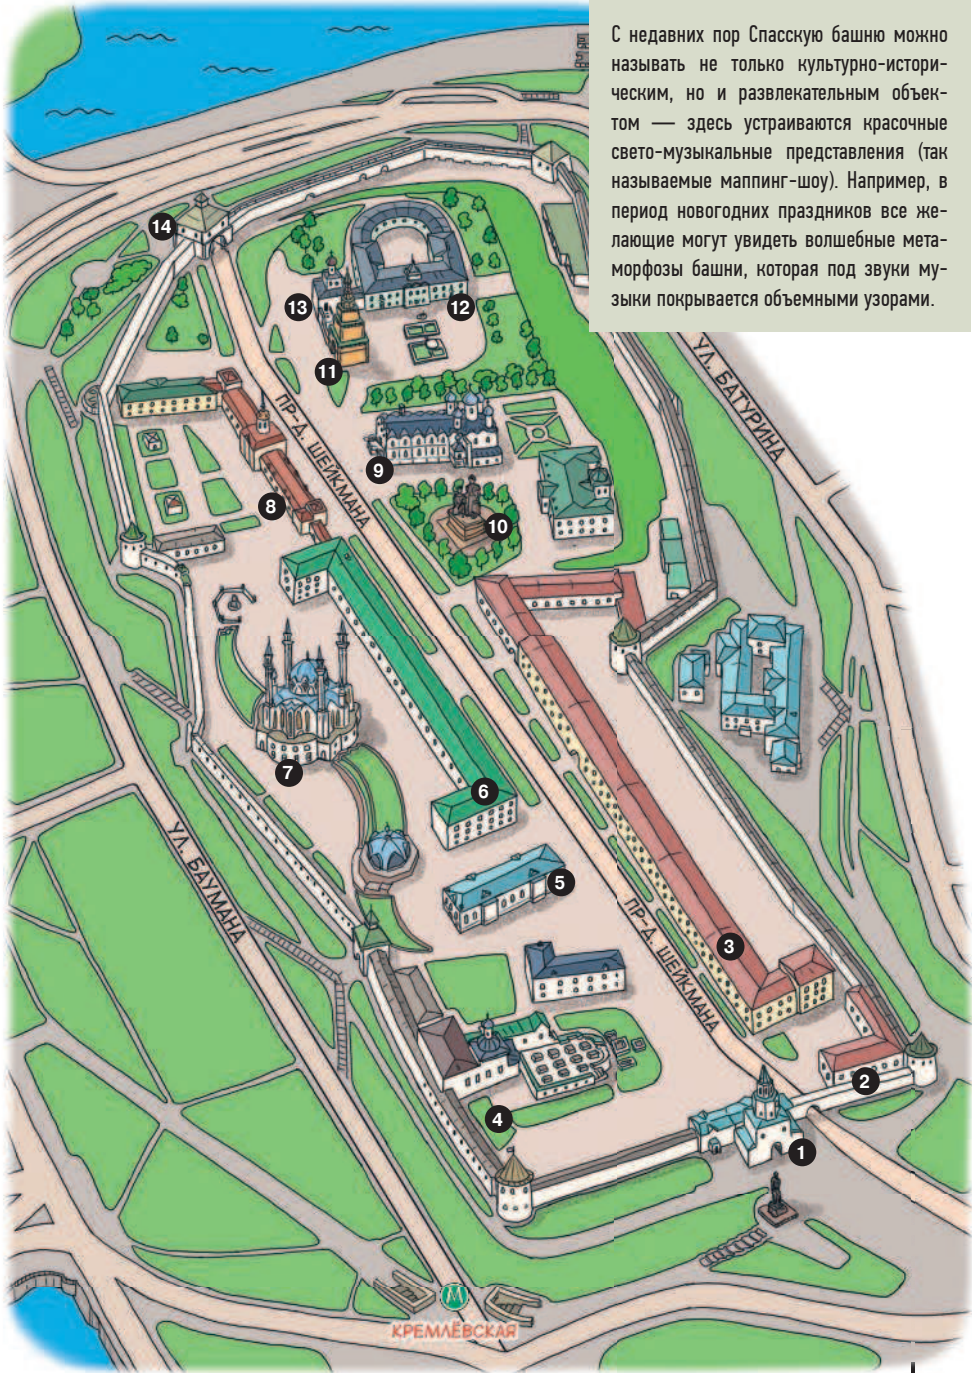 С недавних пор Спасскую башню можно
называть не только культурно-истори-
ческим, но и развлекательным объек-
том — здесь устраиваются красочные
свето-музыкальные представления (так
называемые маппинг-шоу). Например, в
период новогодних праздников все же-
лающие могут увидеть волшебные мета-
морфозы башни, которая под звуки му-
зыки покрывается объемными узорами.
14
13
12
11
УЛ. БАТУРИНА
ПР-Д. ШЕЙКМАНА
9
8
10
7
6
УЛ. БАУМАНА
5
ПР-Д. ШЕЙКМАНА
3
2
4
1
М
КРЕМЛЁВСКАЯ